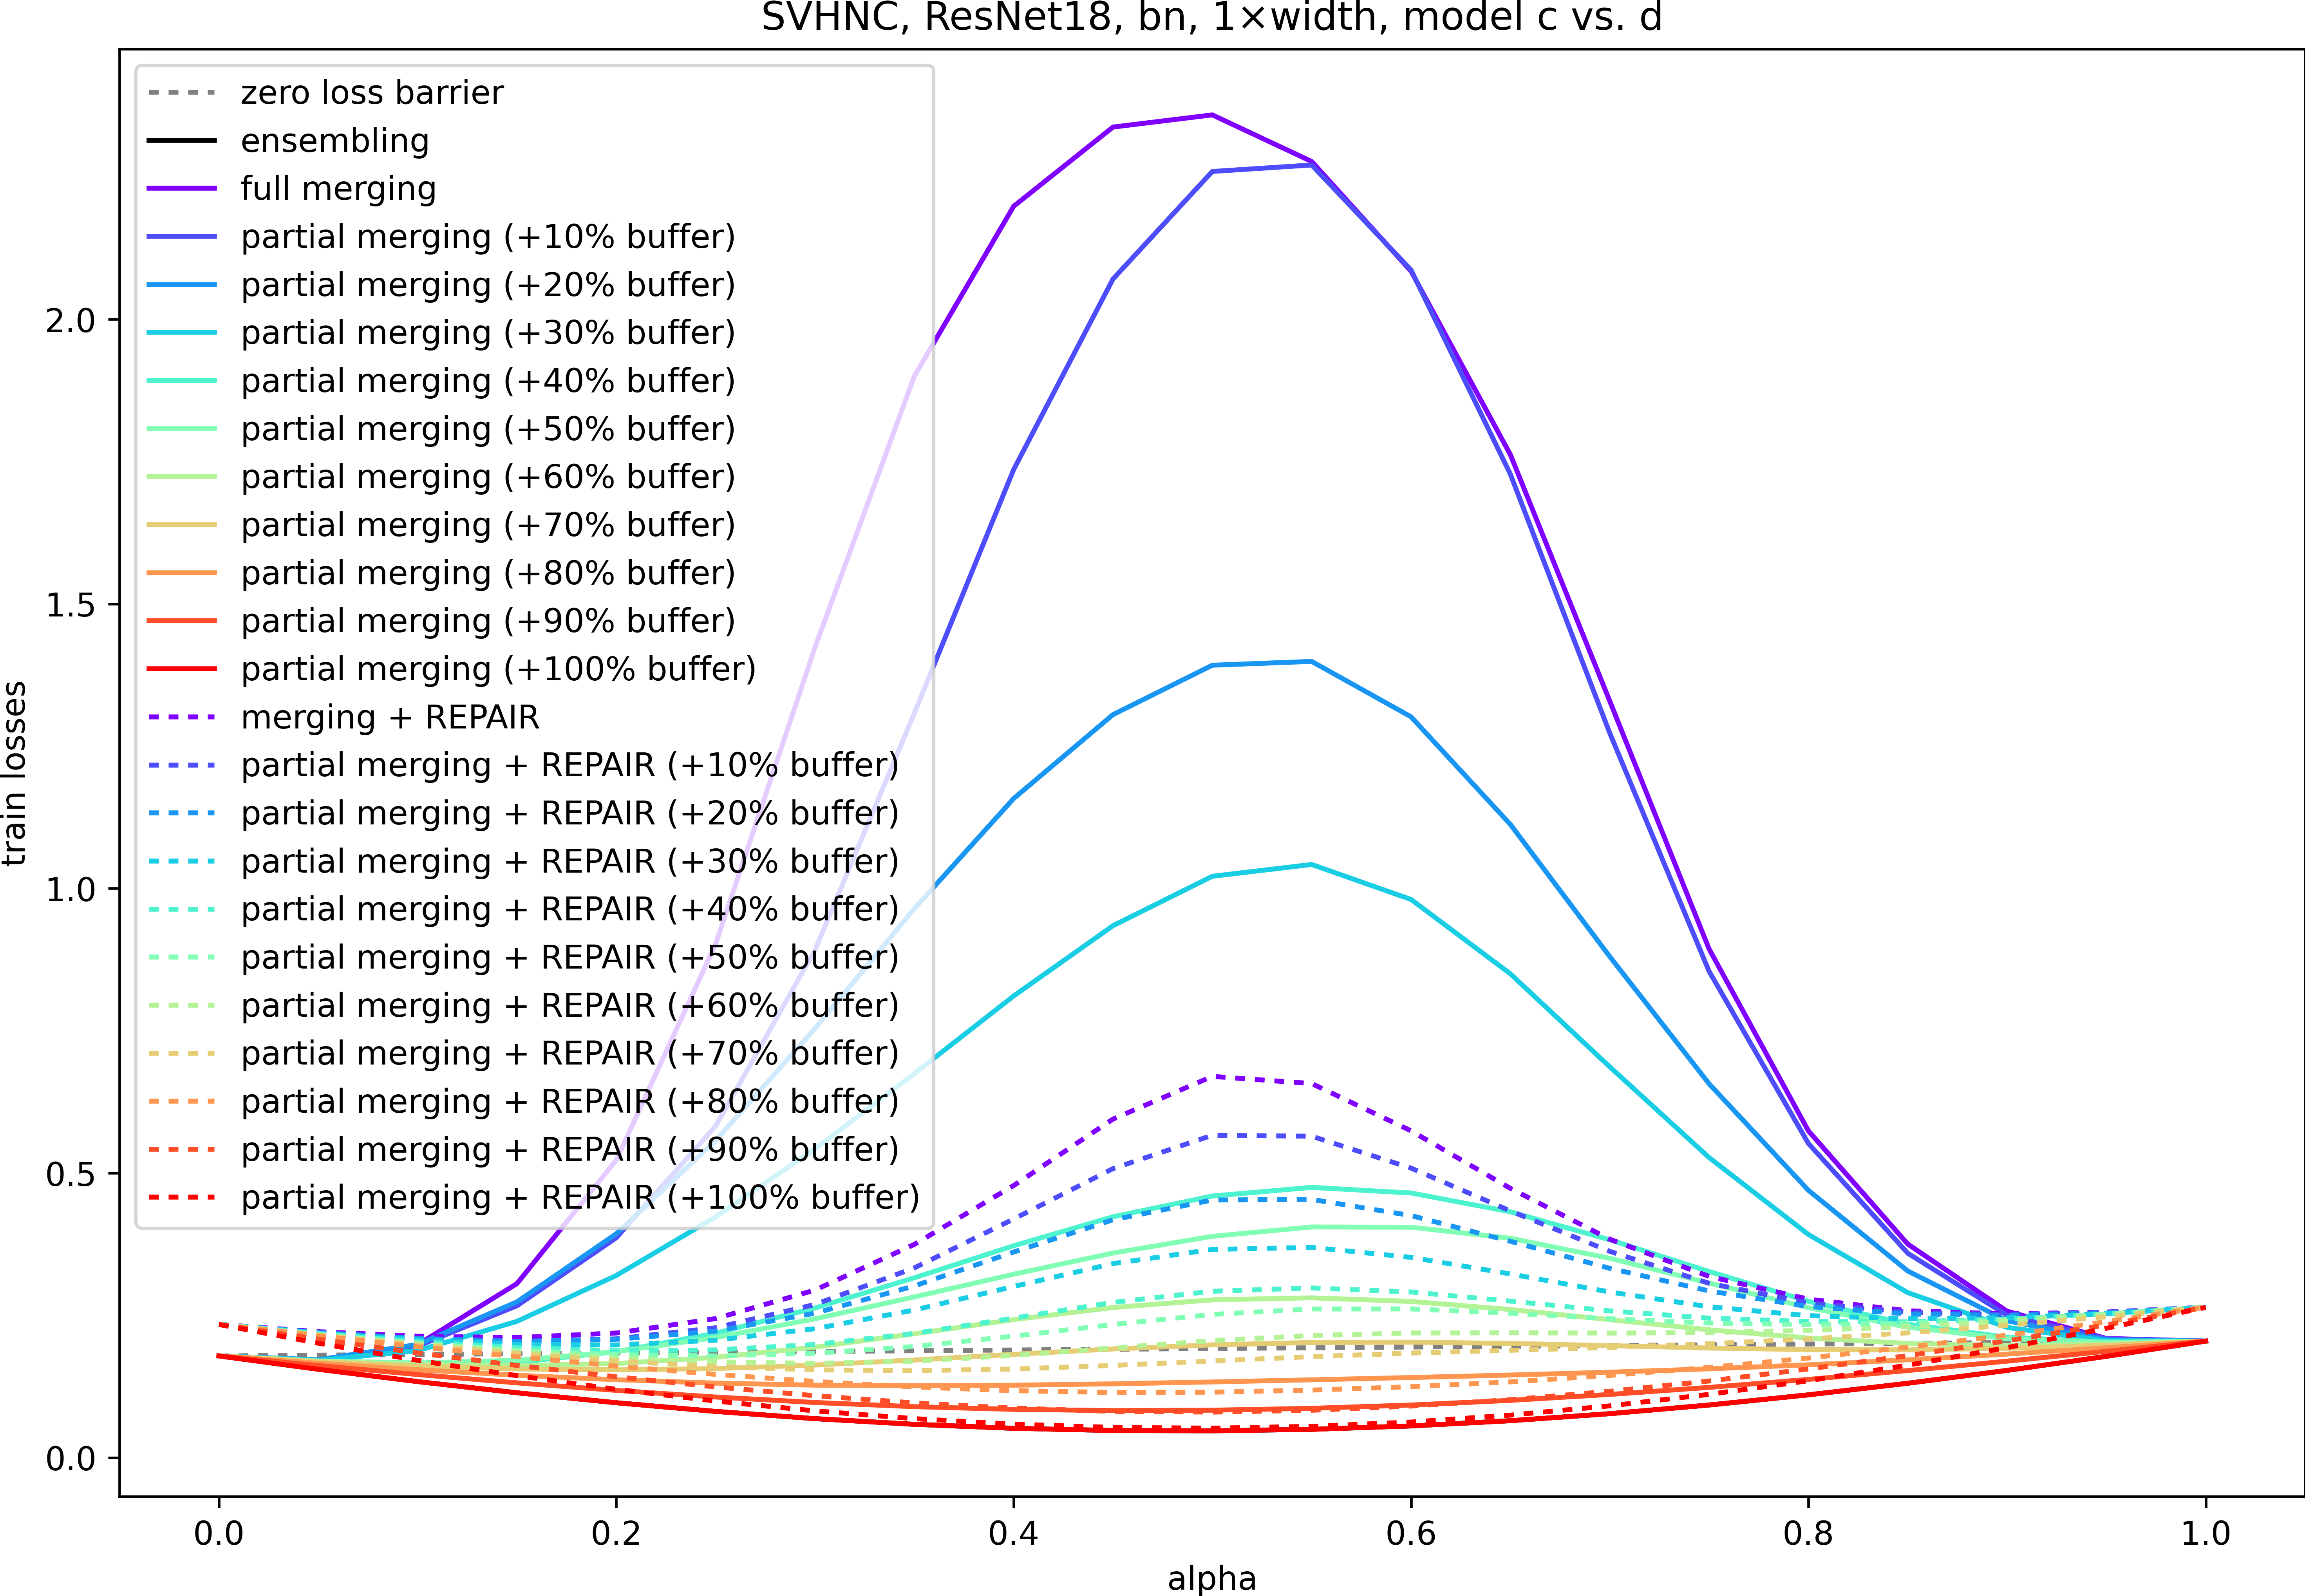 SVHNC, ResNet18, bn, 1×width, model c vs. d
zero loss barrier
ensembling
full merging
partial merging (+10% buffer)
partial merging (+20% buffer)
partial merging (+30% buffer)
partial merging (+40% buffer)
partial merging (+50% buffer)
partial merging (+60% buffer)
partial merging (+70% buffer)
partial merging (+80% buffer)
partial merging (+90% buffer)
partial merging (+100% buffer)
merging + REPAIR
partial merging + REPAIR (+10% buffer)
partial merging + REPAIR (+20% buffer)
partial merging + REPAIR (+30% buffer)
partial merging + REPAIR (+40% buffer)
partial merging + REPAIR (+50% buffer)
partial merging + REPAIR (+60% buffer)
partial merging + REPAIR (+70% buffer)
partial merging + REPAIR (+80% buffer)
partial merging + REPAIR (+90% buffer)
partial merging + REPAIR (+100% buffer)
train losses
2.0
1.5
1.0
0.5
0.0
0.0 0.2 0.4 0.6 0.8 1.0
alpha